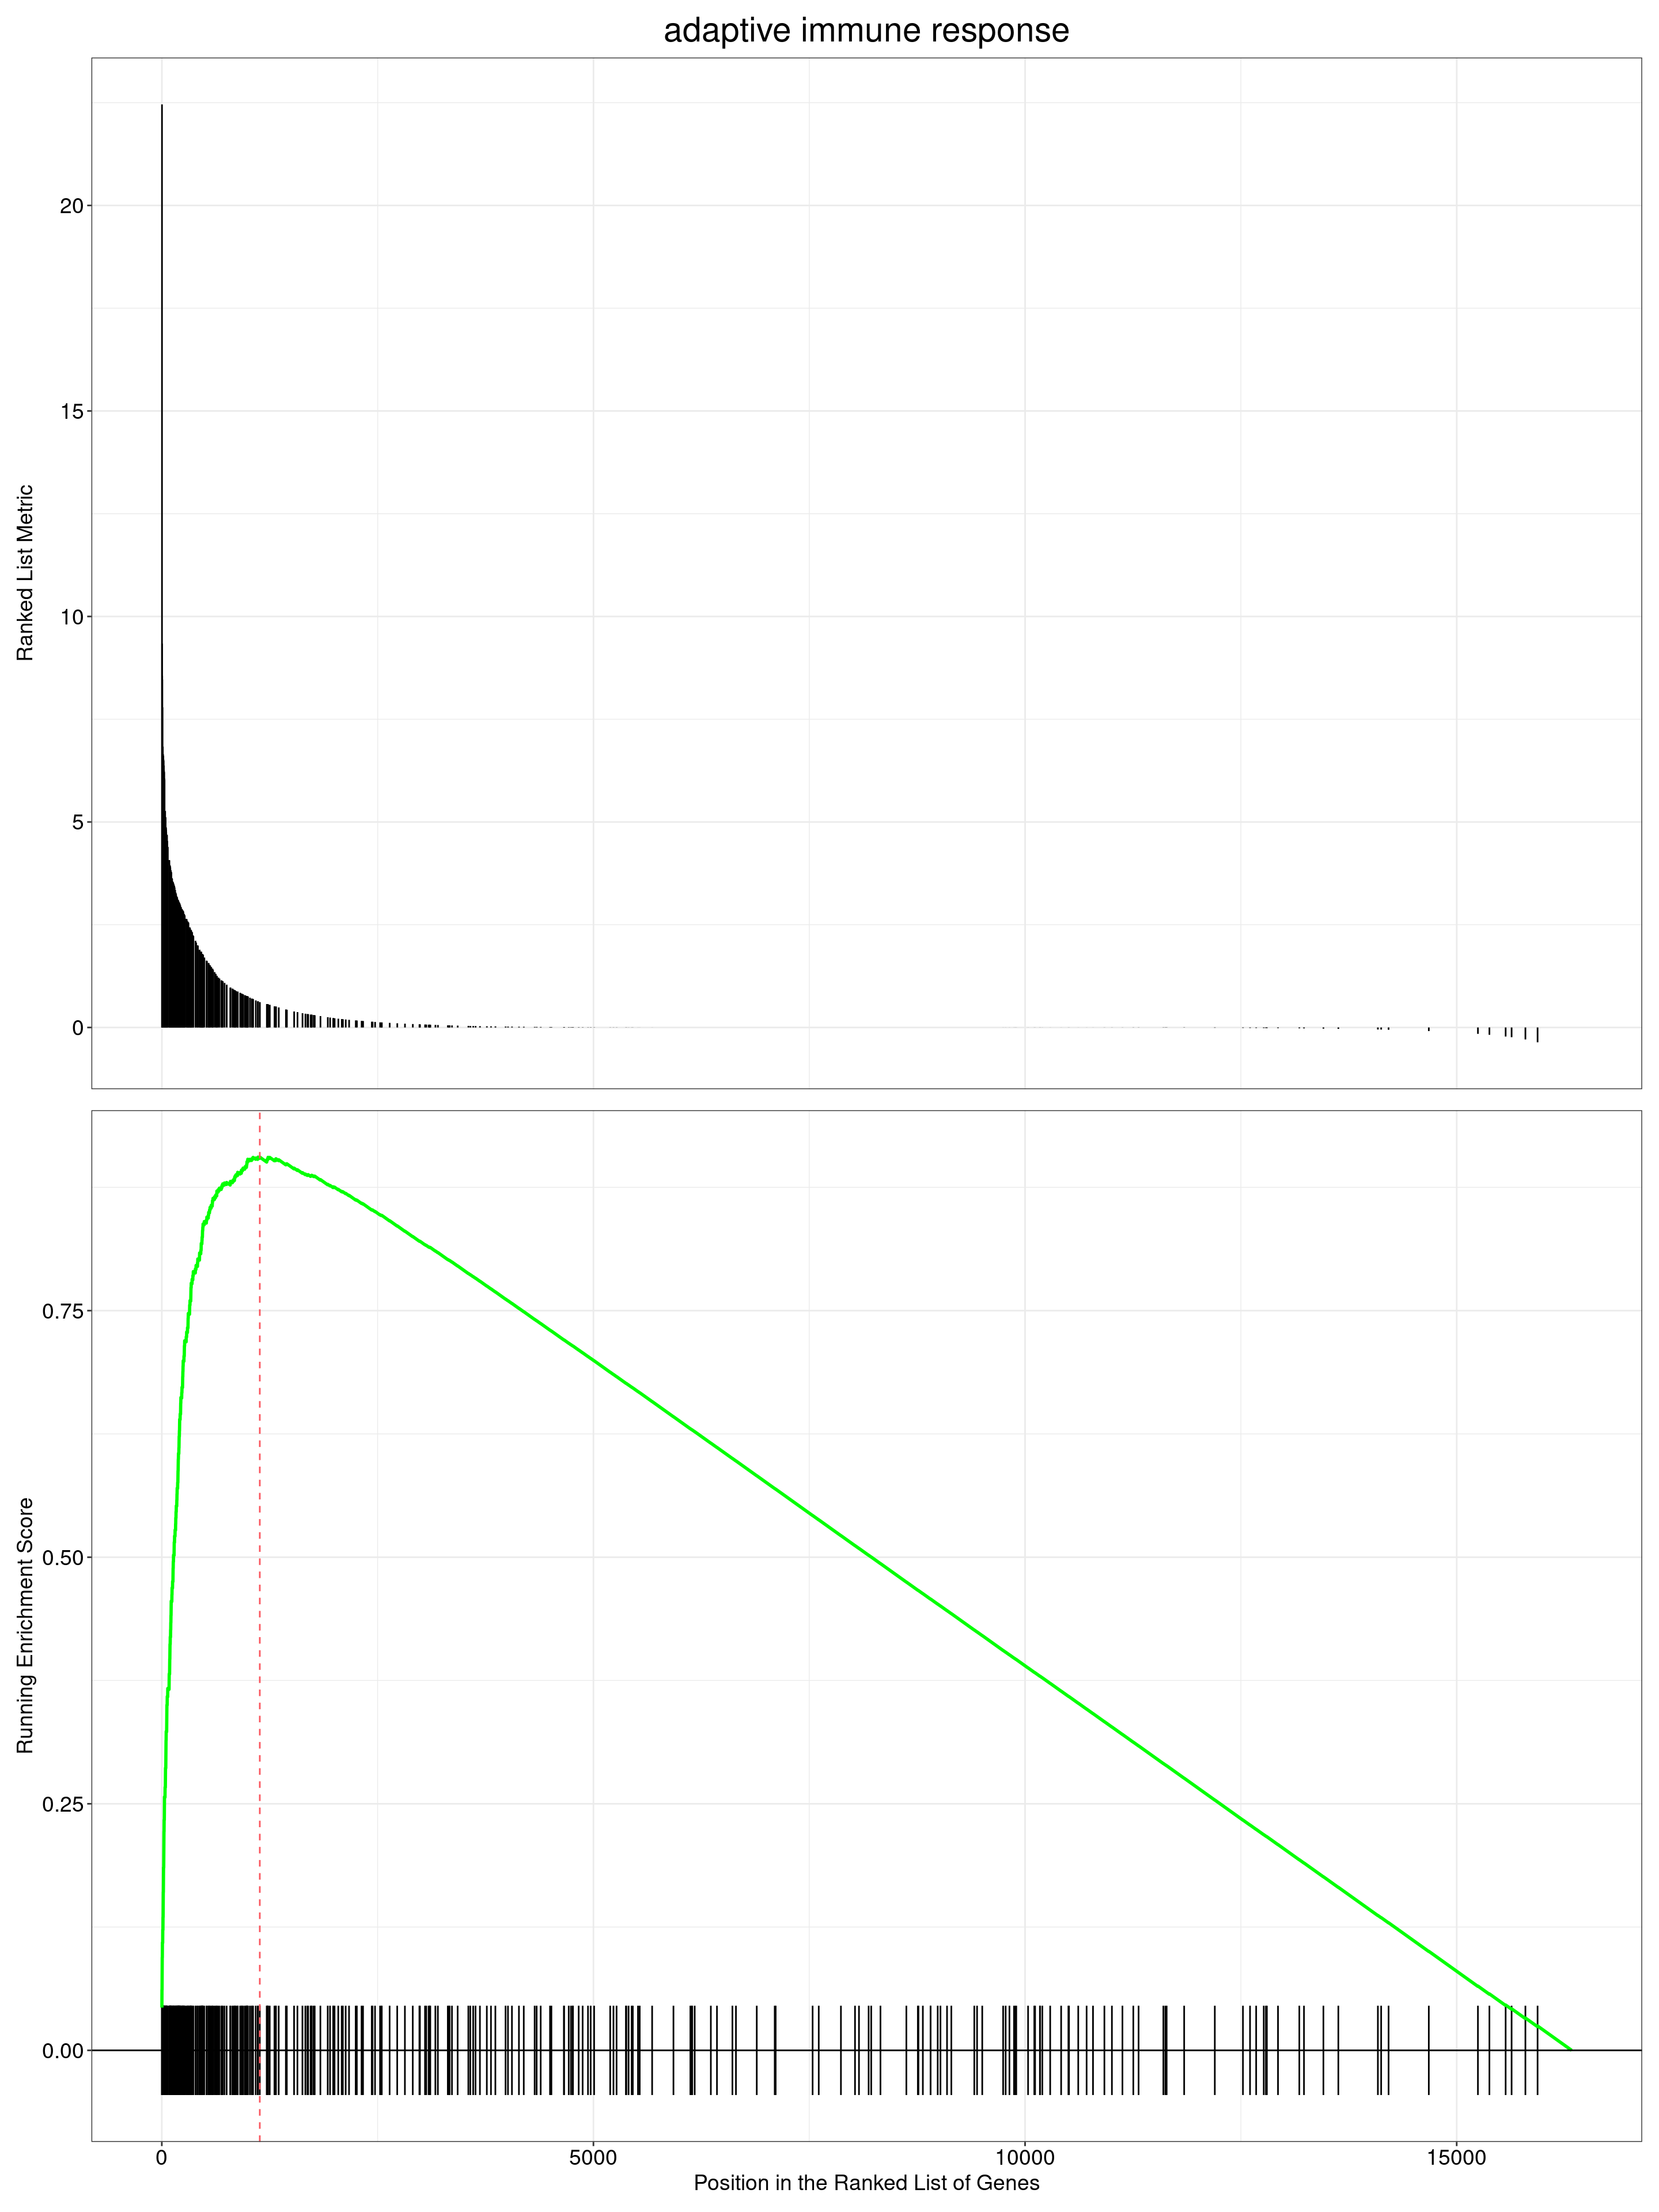 adaptive immune response
Ranked List Metric
20
15
10
5
0
Running Enrichment Score
0.75
0.50
0.25
0.00
0 5000 10000 15000
Position in the Ranked List of Genes